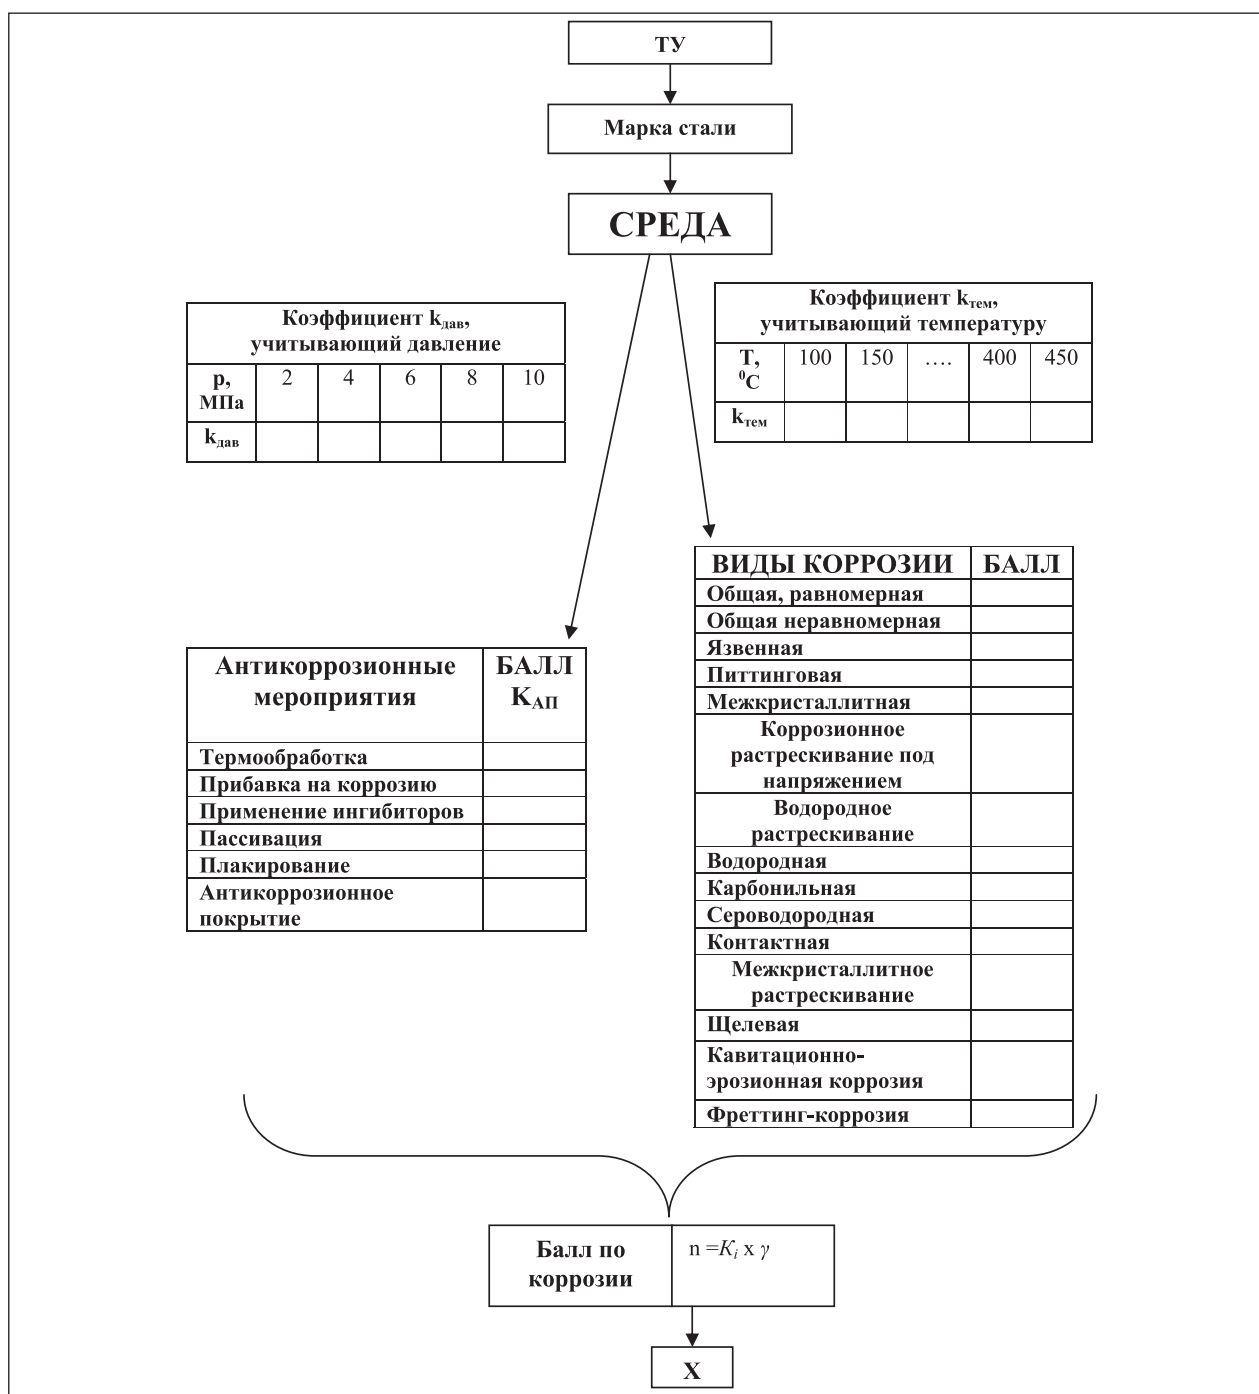 ТУ
Марка стали
СРЕДА
Коэффициент kдав,
учитывающий давление
р, 2 4 6 8 10
МПа
kдав
Коэффициент kтем,
учитывающий температуру
Т, 100 150 …. 400 450
⁰С
kтем
Антикоррозионные БАЛЛ
мероприятия КАП
Термообработка
Прибавка на коррозию
Применение ингибиторов
Пассивация
Плакирование
Антикоррозионное
покрытие
ВИДЫ КОРРОЗИИ БАЛЛ
Общая, равномерная
Общая неравномерная
Язвенная
Питтинговая
Межкристаллитная
Коррозионное
растрескивание под
напряжением
Водородное
растрескивание
Водородная
Карбонильная
Сероводородная
Контактная
Межкристаллитное
растрескивание
Щелевая
Кавитационно-
эрозионная коррозия
Фреттинг-коррозия
Балл по n =Ki x γ
коррозии
Х